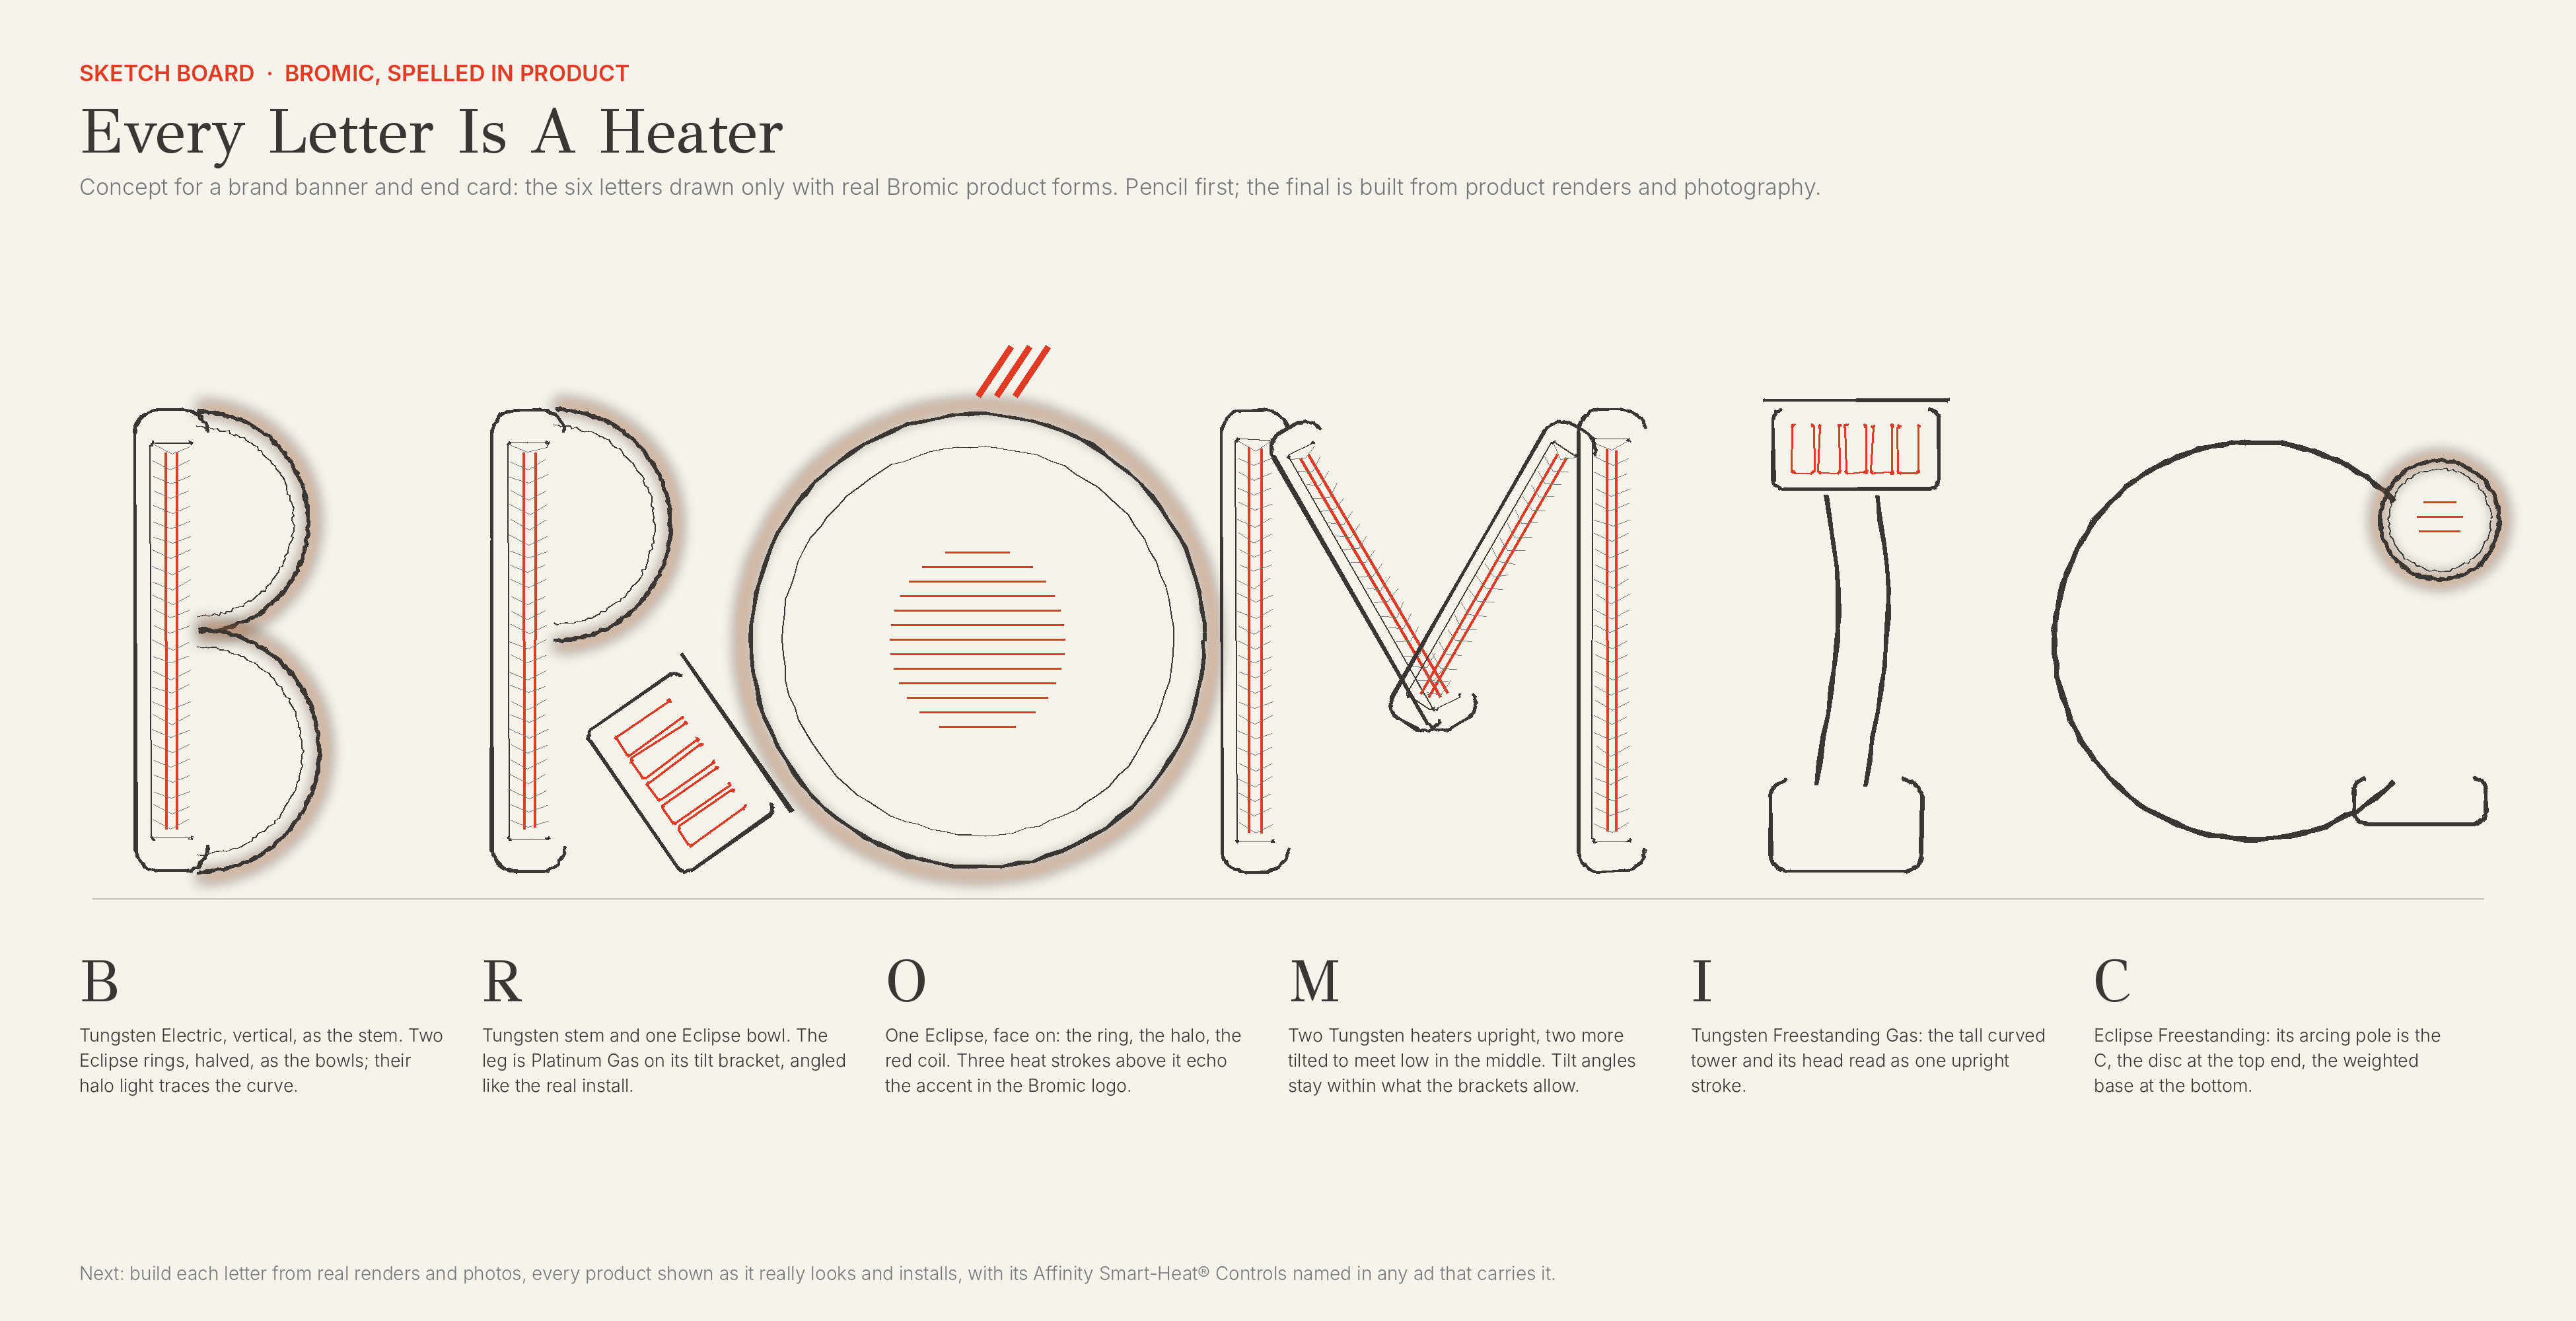 SKETCH BOARD · BROMIC, SPELLED IN PRODUCT
Every Letter Is A Heater
Concept for a brand banner and end card: the six letters drawn only with real Bromic product forms. Pencil first; the final is built from product renders and photography.
B
Tungsten Electric, vertical, as the stem. Two
Eclipse rings, halved, as the bowls; their
halo light traces the curve.
R
Tungsten stem and one Eclipse bowl. The
leg is Platinum Gas on its tilt bracket, angled
like the real install.
O
One Eclipse, face on: the ring, the halo, the
red coil. Three heat strokes above it echo
the accent in the Bromic logo.
M
Two Tungsten heaters upright, two more
tilted to meet low in the middle. Tilt angles
stay within what the brackets allow.
I
Tungsten Freestanding Gas: the tall curved
tower and its head read as one upright
stroke.
C
Eclipse Freestanding: its arcing pole is the
C, the disc at the top end, the weighted
base at the bottom.
Next: build each letter from real renders and photos, every product shown as it really looks and installs, with its Affinity Smart-Heat® Controls named in any ad that carries it.